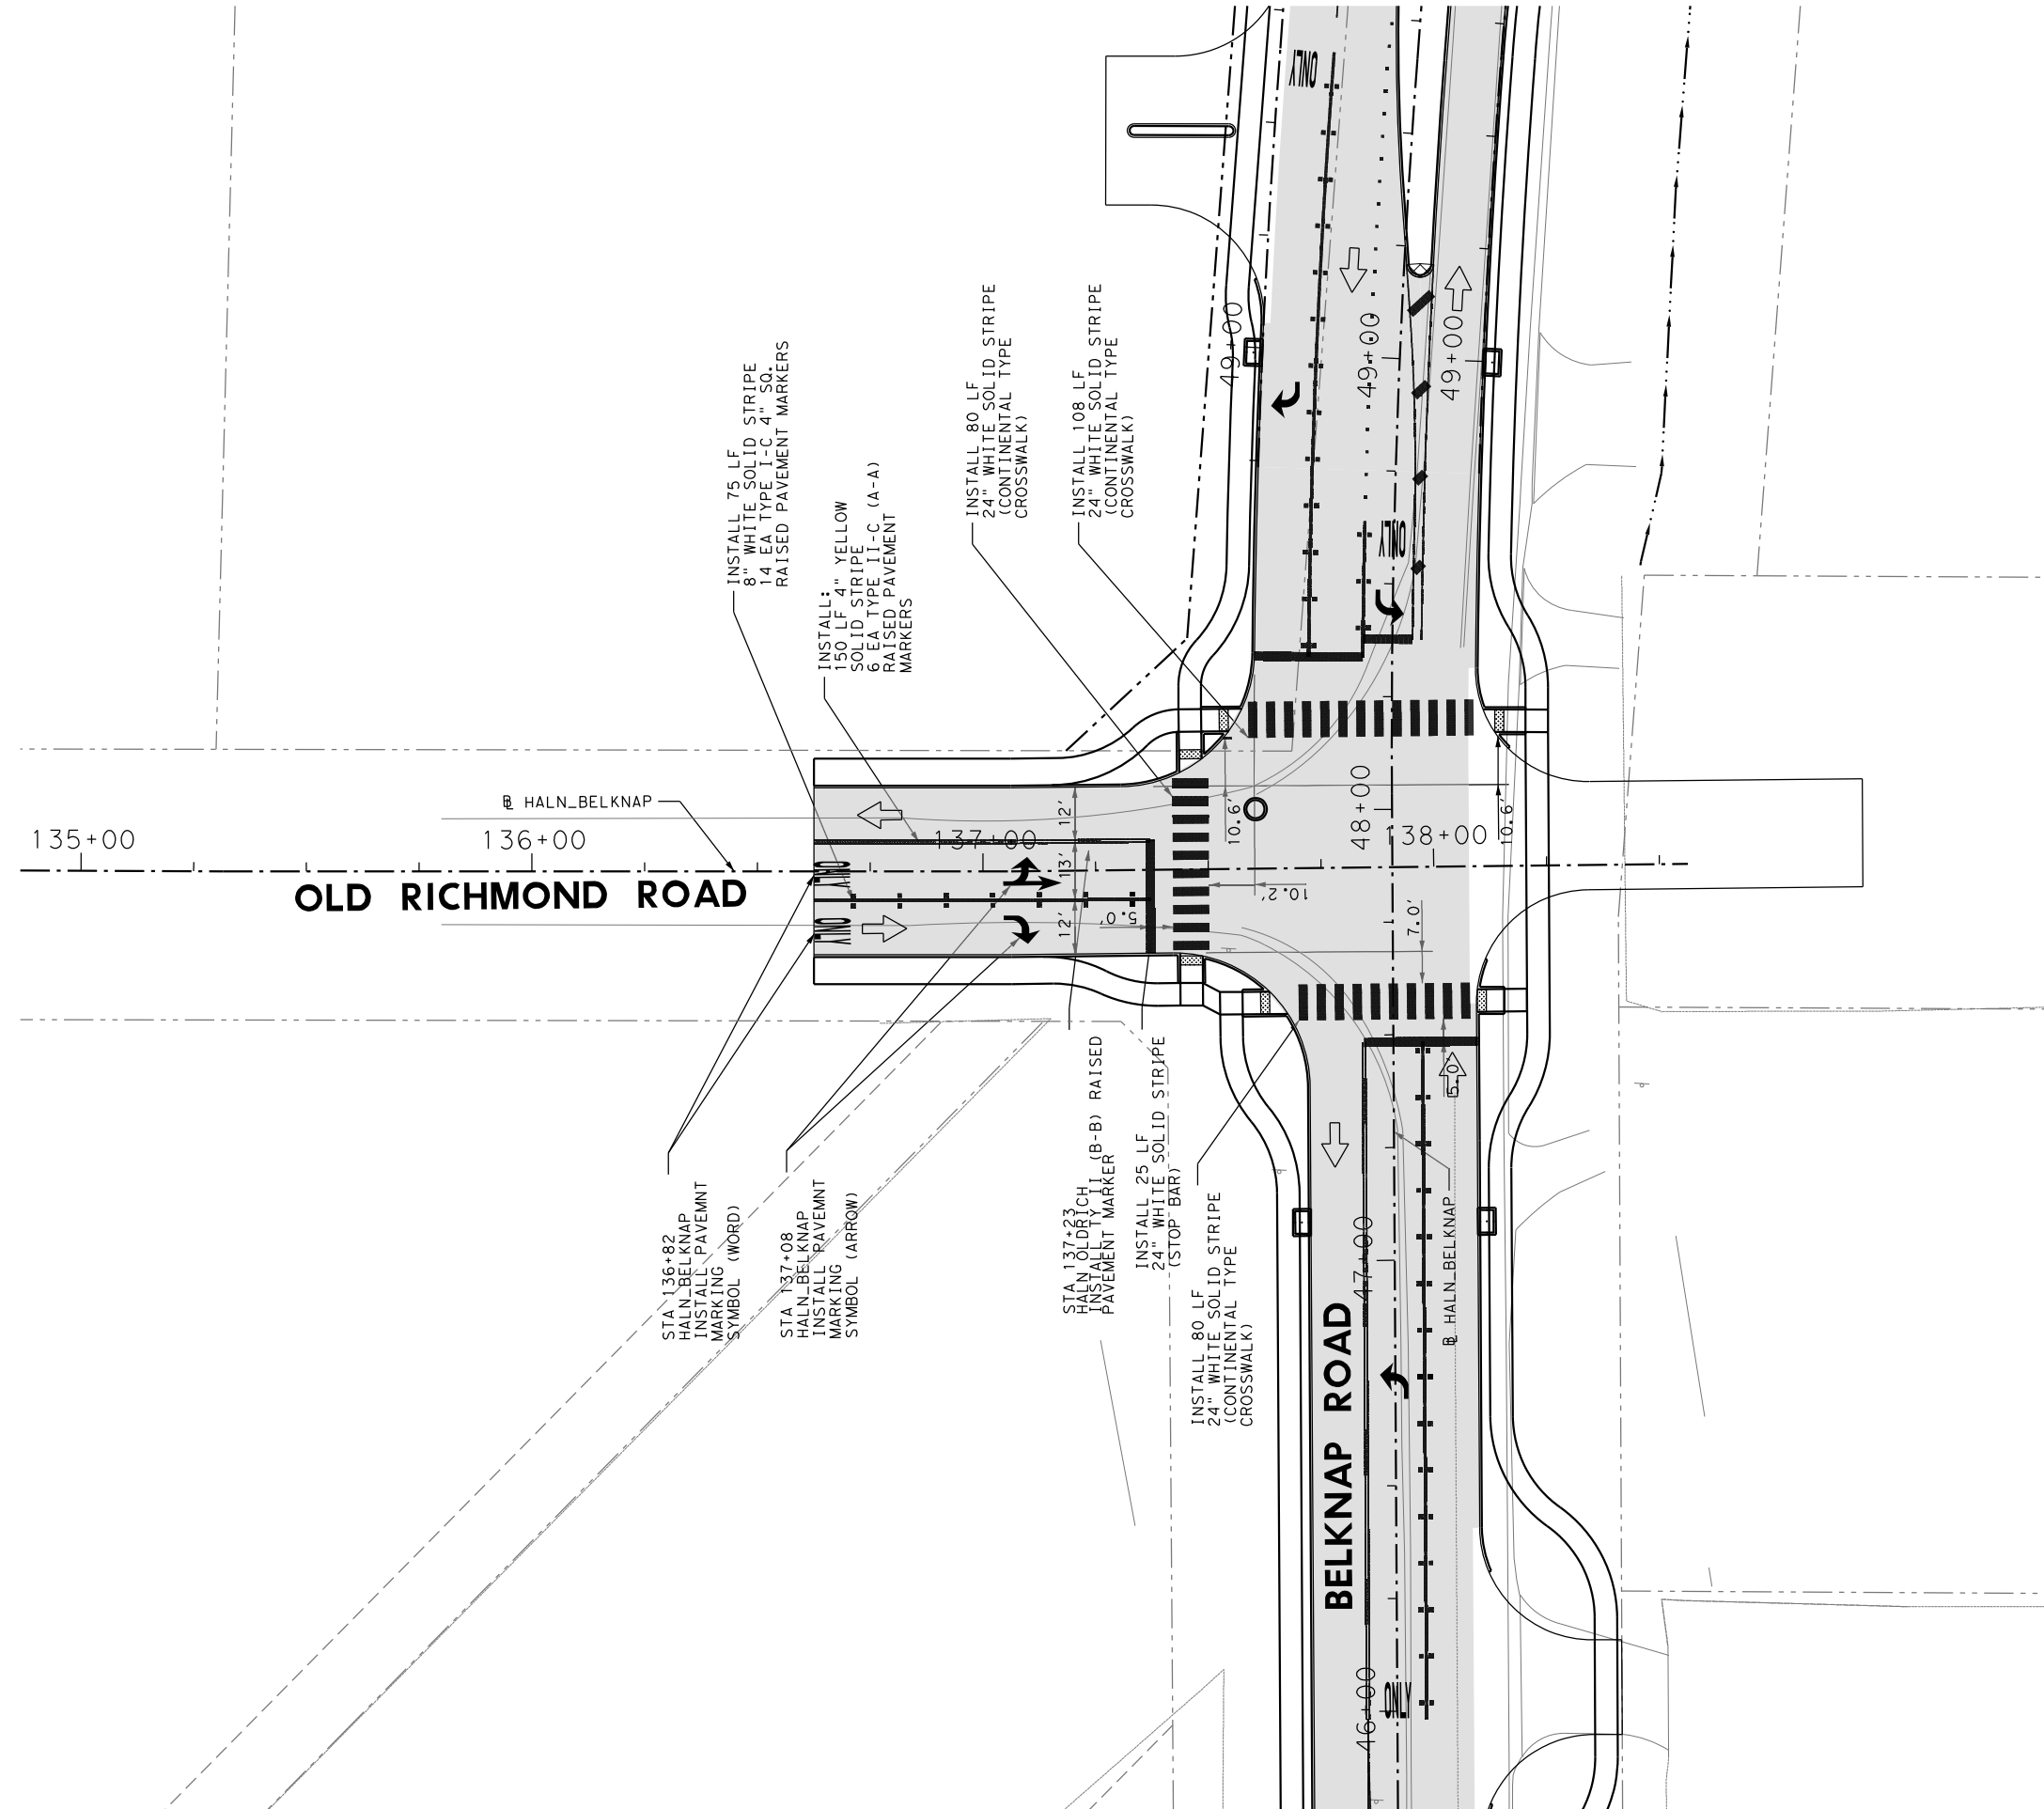 ONLY
INSTALL 75 LF
8" WHITE SOLID STRIPE
14 EA TYPE I-C 4" SQ.
RAISED PAVEMENT MARKERS
INSTALL:
150 LF 4" YELLOW
SOLID STRIPE
6 EA TYPE II-C (A-A)
RAISED PAVEMENT
MARKERS
INSTALL 80 LF
24" WHITE SOLID STRIPE
(CONTINENTAL TYPE
CROSSWALK)
INSTALL 108 LF
24" WHITE SOLID STRIPE
(CONTINENTAL TYPE
CROSSWALK)
49+00
49+00
49+00
ONLY
℄ HALN_BELKNAP
135+00
136+00
137+00
138+00
48+00
OLD RICHMOND ROAD
ONLY
ONLY
12'
13'
12'
5.0'
10.6'
10.2'
10.6'
7.0'
5.0'
STA 136+82
HALN_BELKNAP
INSTALL PAVEMNT
MARKING
SYMBOL (WORD)
STA 137+08
HALN_BELKNAP
INSTALL PAVEMNT
MARKING
SYMBOL (ARROW)
STA 137+23
HALN OLDRICH
INSTALL TY II (B-B) RAISED
PAVEMENT MARKER
INSTALL 25 LF
24" WHITE SOLID STRIPE
(STOP BAR)
INSTALL 80 LF
24" WHITE SOLID STRIPE
(CONTINENTAL TYPE
CROSSWALK)
47+00
℄ HALN_BELKNAP
BELKNAP ROAD
46+00
ONLY